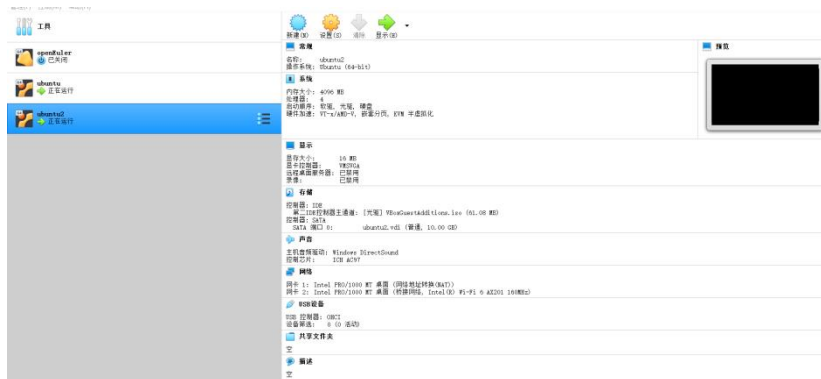 工具
新建(N) 设置(S) 清除 显示(H)
openEuler
已关闭
ubuntu
正在运行
ubuntu2
正在运行
常规
名称: ubuntu2
操作系统: Ubuntu (64-bit)
系统
内存大小: 4096 MB
处理器: 4
启动顺序: 软驱, 光驱, 硬盘
硬件加速: VT-x/AMD-V, 嵌套分页, KVM 半虚拟化
预览
显示
显存大小: 16 MB
显卡控制器: VMSVGA
远程桌面服务器: 已禁用
录像: 已禁用
存储
控制器: IDE
第二IDE控制器主通道: [光驱] VBoxGuestAdditions.iso (61.08 MB)
控制器: SATA
SATA 端口 0: ubuntu2.vdi (普通, 10.00 GB)
声音
主机音频驱动: Windows DirectSound
控制芯片: ICH AC97
网络
网卡 1: Intel PRO/1000 MT 桌面 (网络地址转换(NAT))
网卡 2: Intel PRO/1000 MT 桌面 (桥接网络, Intel(R) Wi-Fi 6 AX201 160MHz)
USB设备
USB 控制器: OHCI
设备筛选: 0 (0 活动)
共享文件夹
空
描述
空